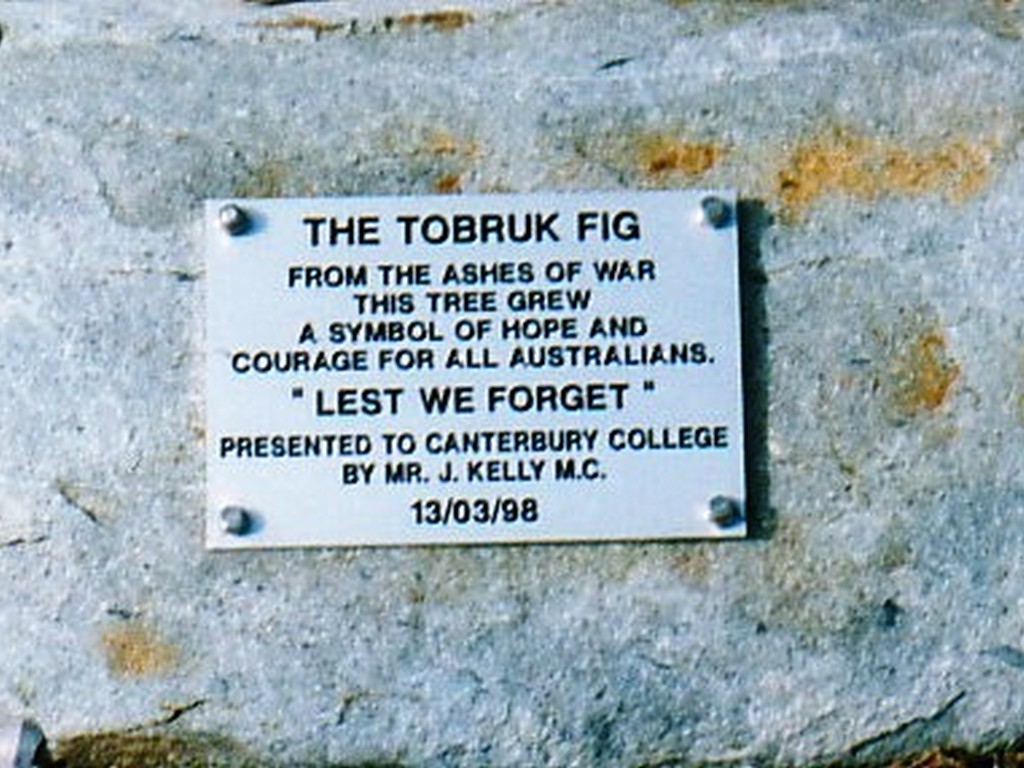 THE TOBRUK FIG
FROM THE ASHES OF WAR
THIS TREE GREW
A SYMBOL OF HOPE AND
COURAGE FOR ALL AUSTRALIANS.
" LEST WE FORGET "
PRESENTED TO CANTERBURY COLLEGE
BY MR. J. KELLY M.C.
13/03/98